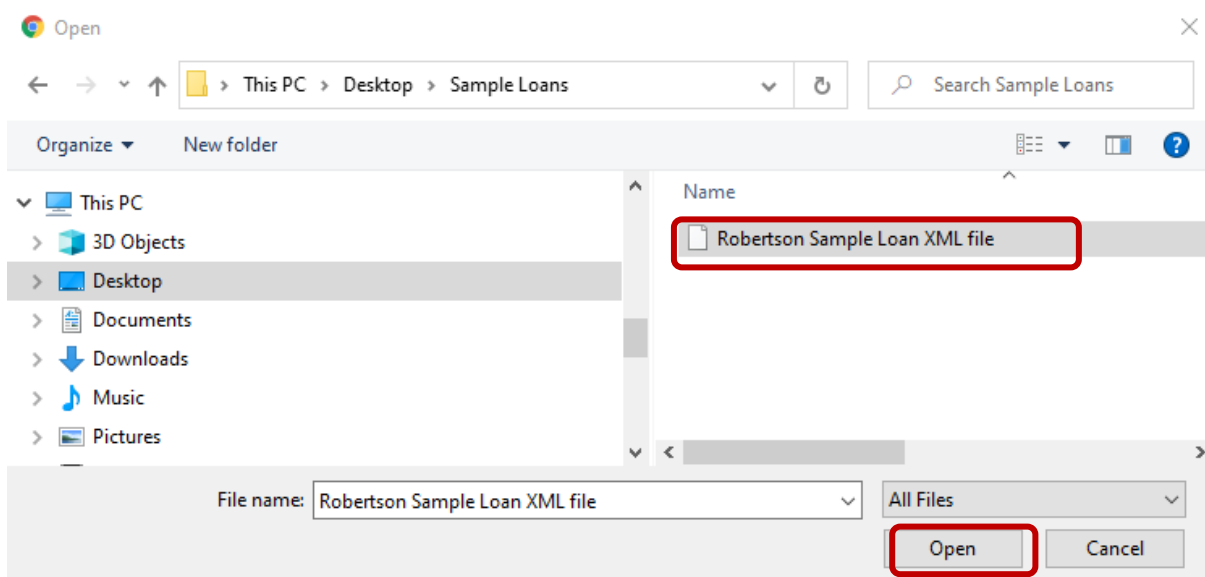 Open
This PC > Desktop > Sample Loans
Search Sample Loans
Organize
New folder
This PC
3D Objects
Desktop
Documents
Downloads
Music
Pictures
Name
Robertson Sample Loan XML file
File name: Robertson Sample Loan XML file
All Files
Open
Cancel